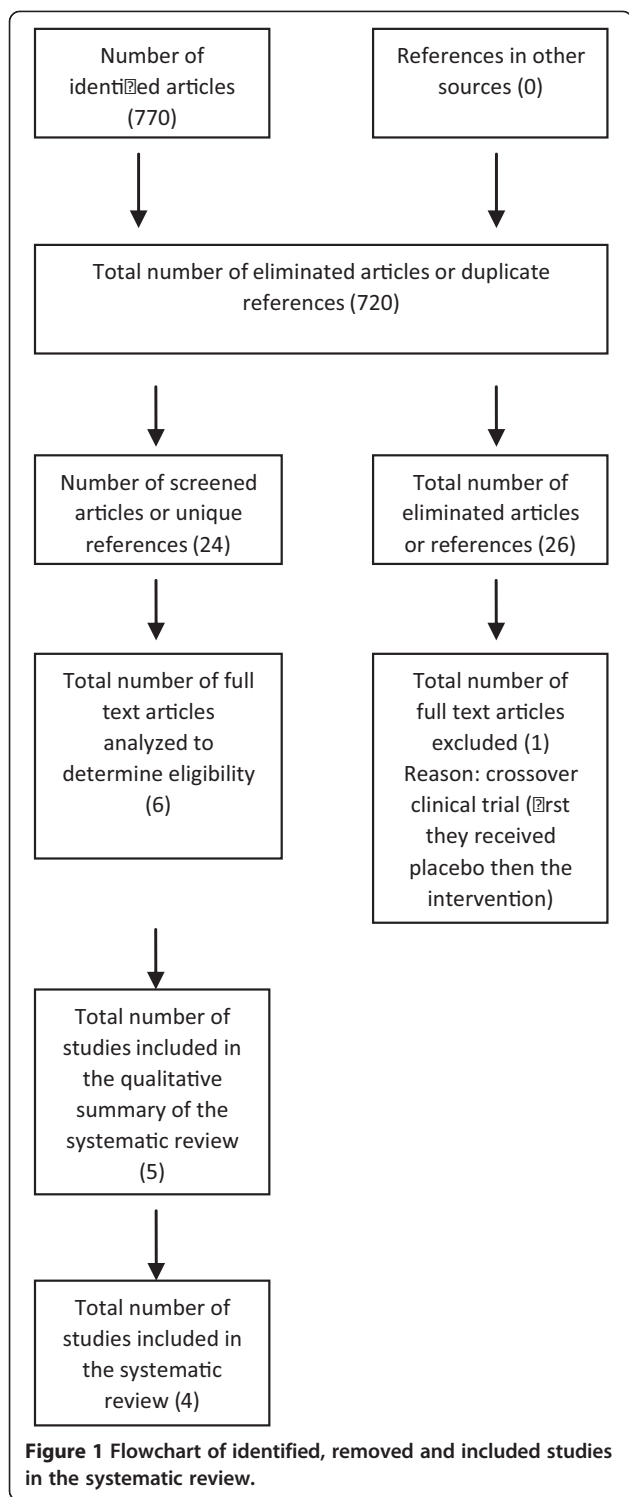 Number of
identi�ed articles
(770)
References in other
sources (0)
Total number of eliminated articles or duplicate
references (720)
Number of screened
articles or unique
references (24)
Total number of
eliminated articles
or references (26)
Total number of full
text articles
analyzed to
determine eligibility
(6)
Total number of
full text articles
excluded (1)
Reason: crossover
clinical trial (�rst
they received
placebo then the
intervention)
Total number of
studies included in
the qualitative
summary of the
systematic review
(5)
Total number of
studies included in
the systematic
review (4)
Figure 1 Flowchart of identified, removed and included studies
in the systematic review.